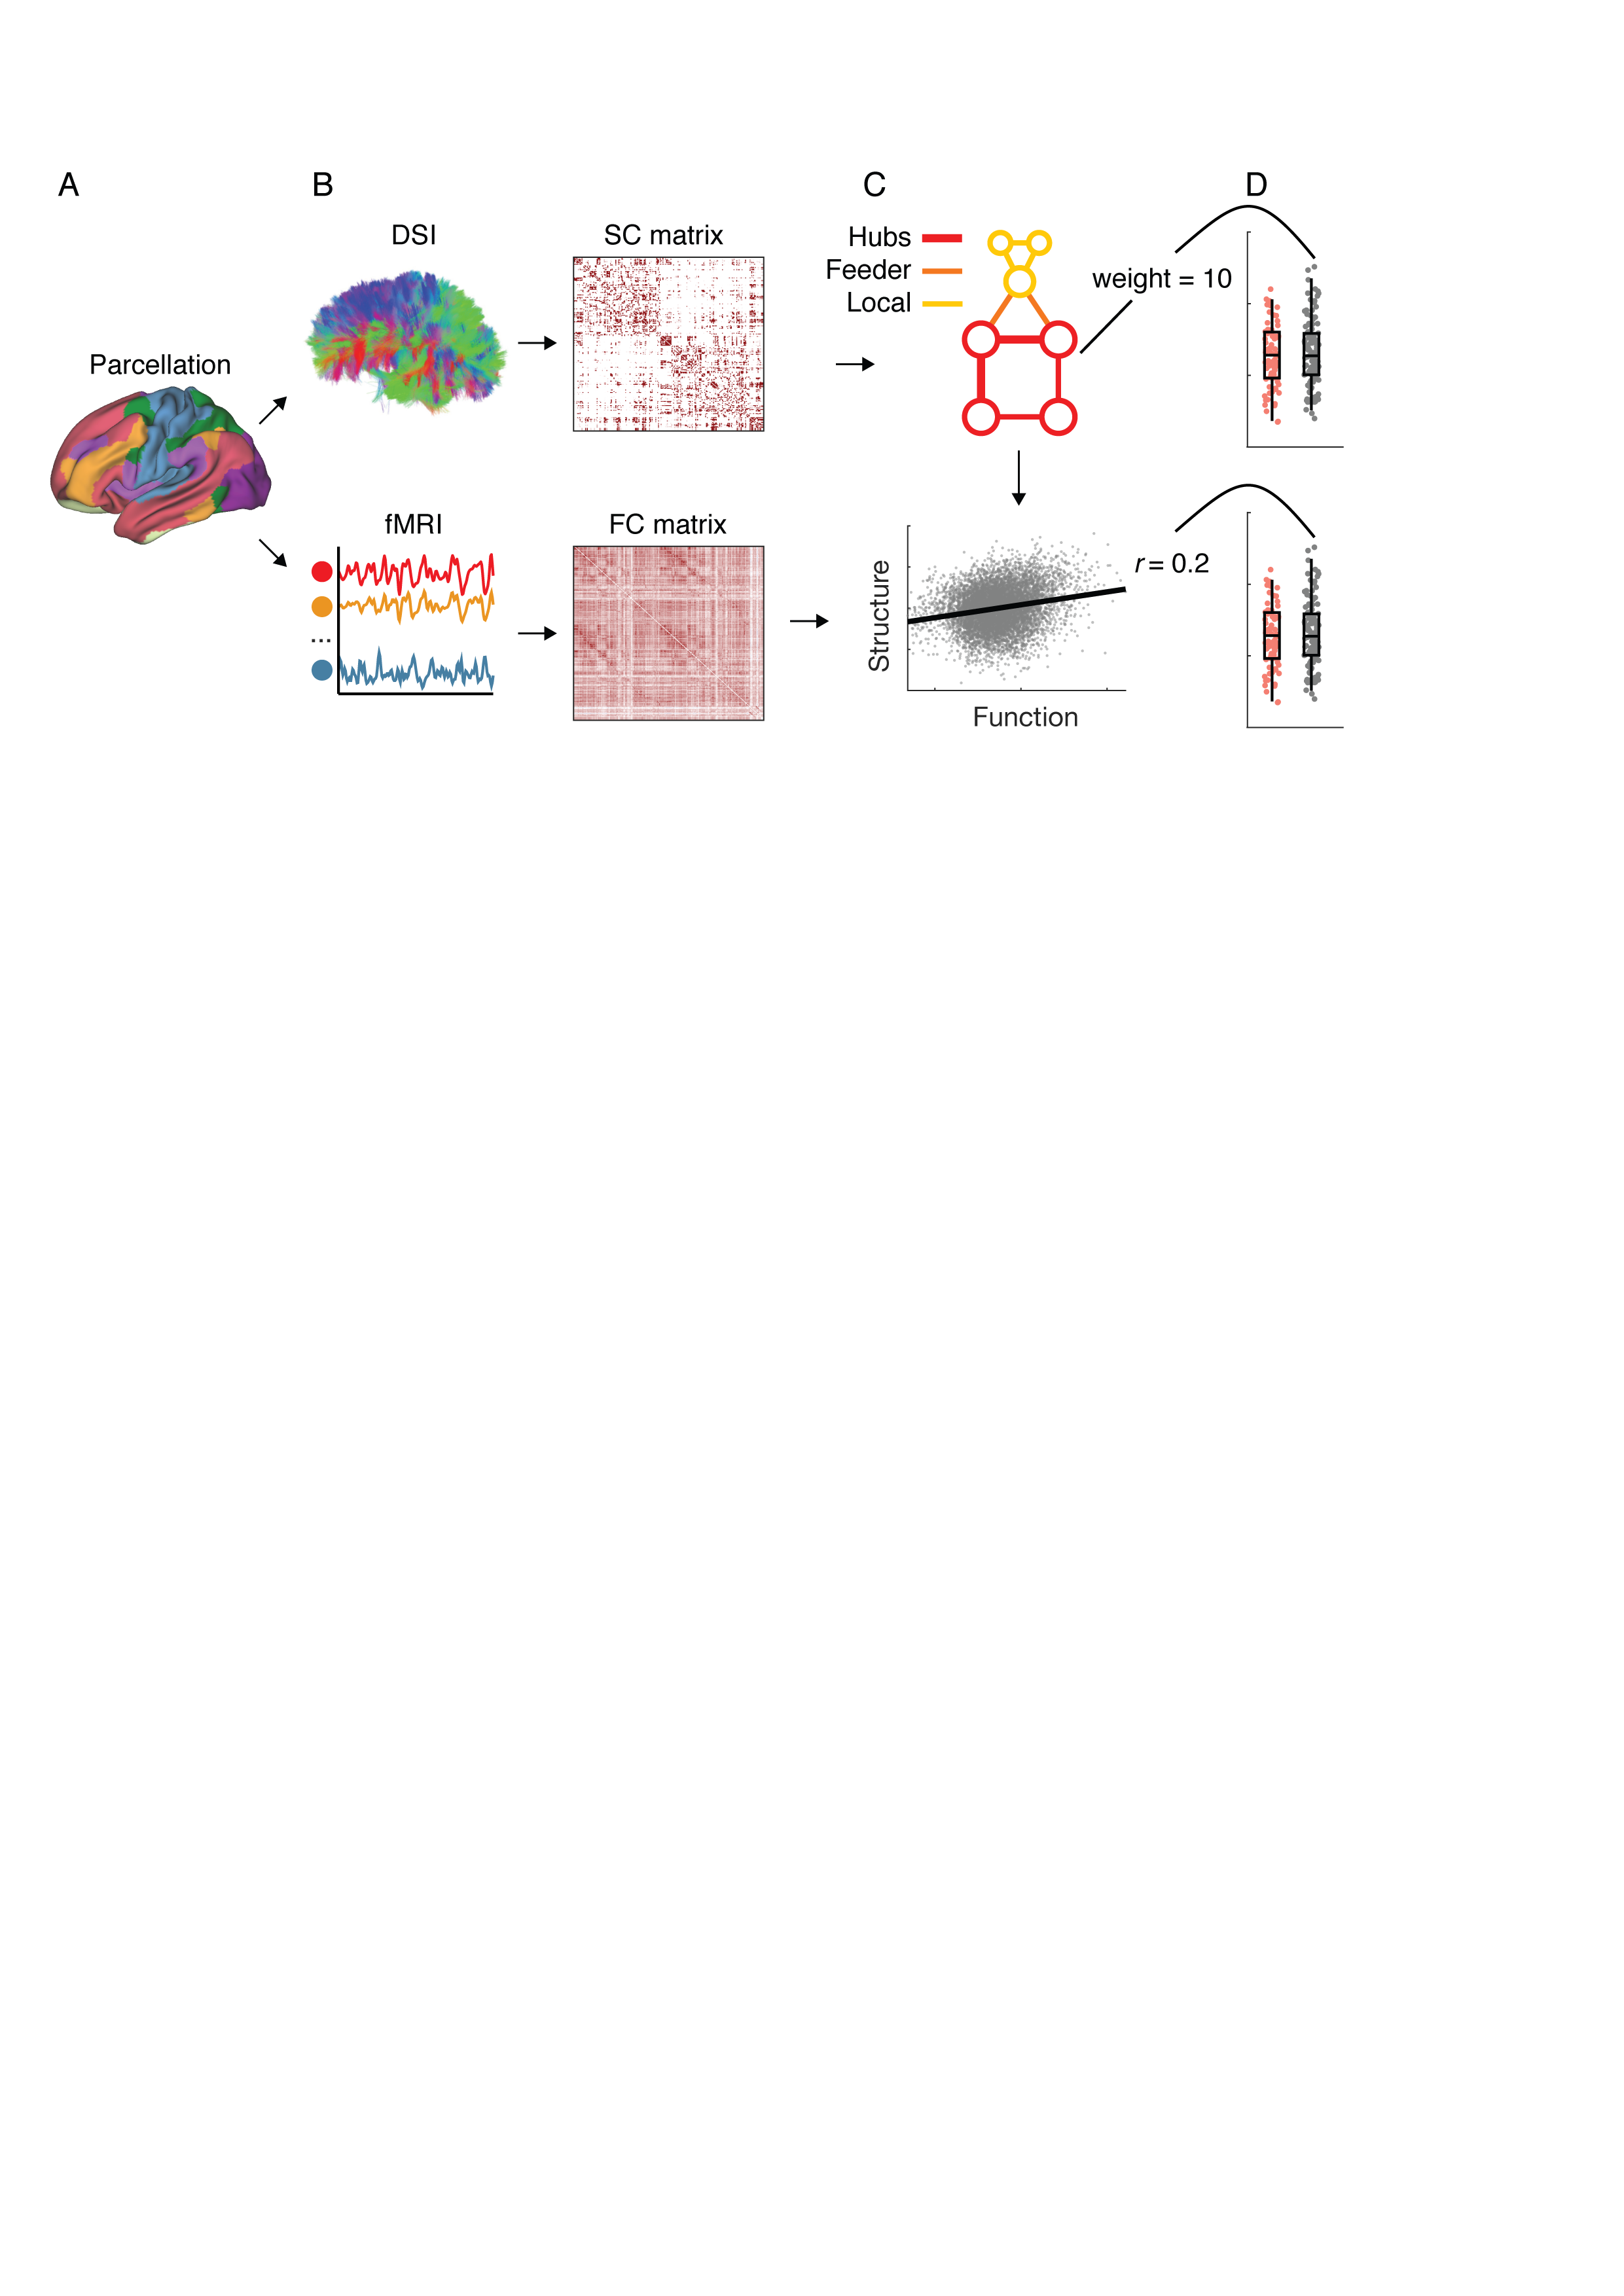 A
B
C
D
Parcellation
DSI
SC matrix
fMRI
...
FC matrix
Hubs
Feeder
Local
weight = 10
Structure
Function
r = 0.2